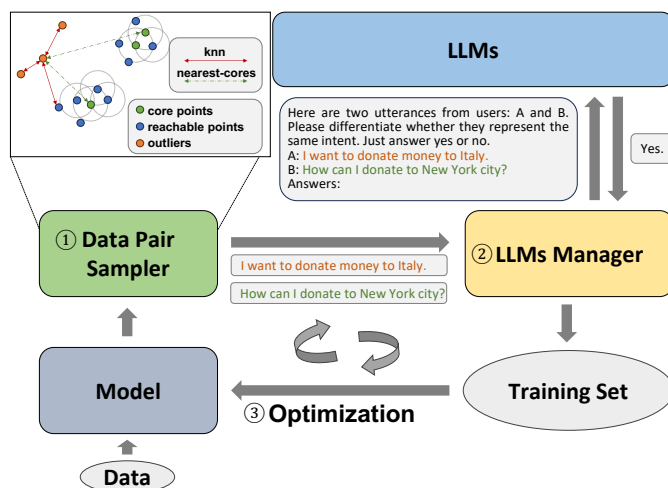 knn
nearest-cores
core points
reachable points
outliers
LLMs
Here are two utterances from users: A and B.
Please differentiate whether they represent the
same intent. Just answer yes or no.
A: I want to donate money to Italy.
B: How can I donate to New York city?
Answers:
Yes.
① Data Pair
Sampler
I want to donate money to Italy.
How can I donate to New York city?
② LLMs Manager
Model
③ Optimization
Training Set
Data